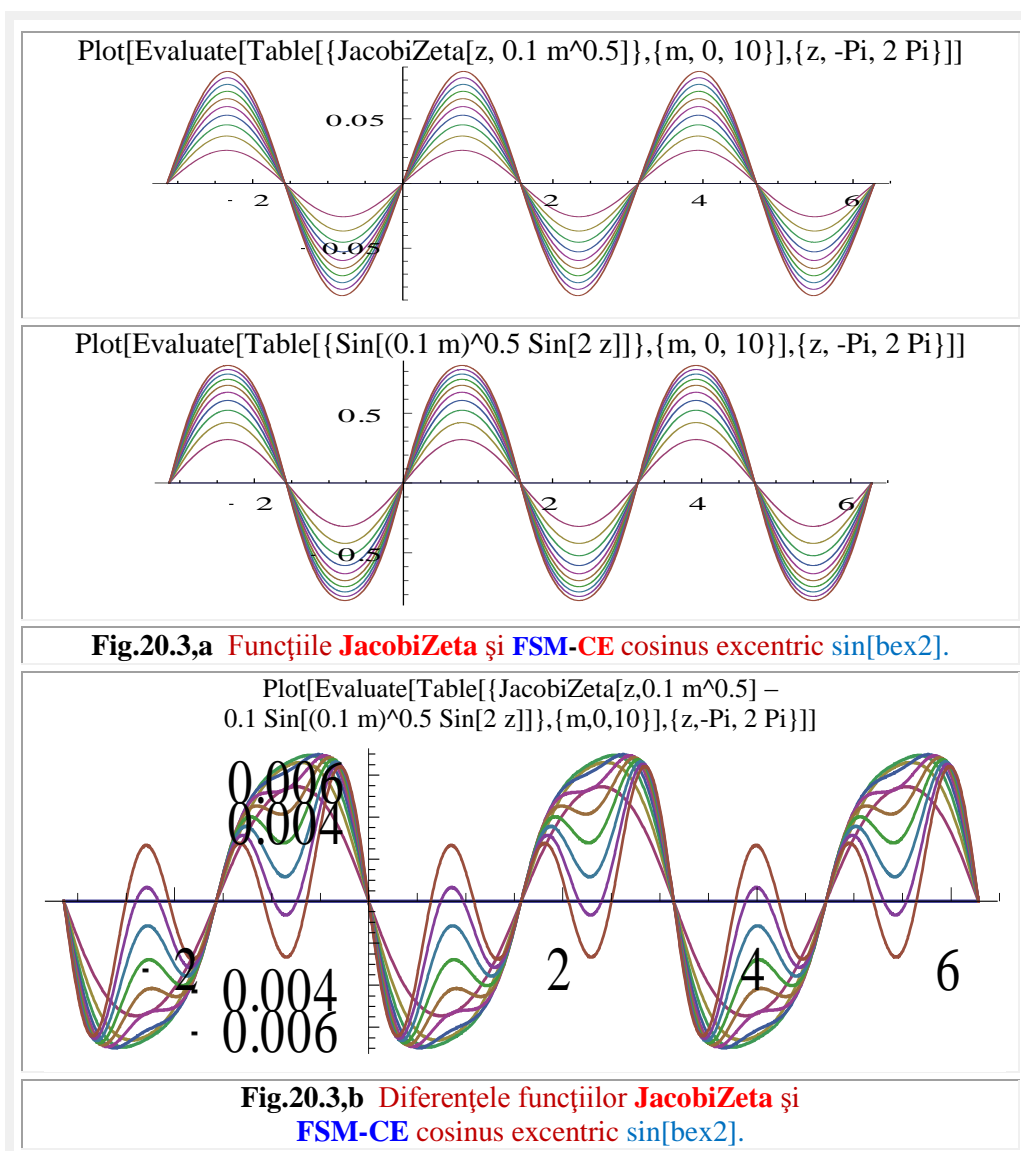 Plot[Evaluate[Table[{JacobiZeta[z, 0.1 m^0.5]},{m, 0, 10}],{z, -Pi, 2 Pi}]]
0.05
- 2
2
4
6
- 0.05
Plot[Evaluate[Table[{Sin[(0.1 m)^0.5 Sin[2 z]]},{m, 0, 10}],{z, -Pi, 2 Pi}]]
0.5
- 2
2
4
6
- 0.5
Fig.20.3,a Funcţiile JacobiZeta şi FSM-CE cosinus excentric sin[bex2].
Plot[Evaluate[Table[{JacobiZeta[z,0.1 m^0.5] –
0.1 Sin[(0.1 m)^0.5 Sin[2 z]]},{m,0,10}],{z,-Pi, 2 Pi}]]
0.006
0.004
- 2
2
4
6
- 0.004
- 0.006
Fig.20.3,b Diferenţele funcţiilor JacobiZeta şi
FSM-CE cosinus excentric sin[bex2].